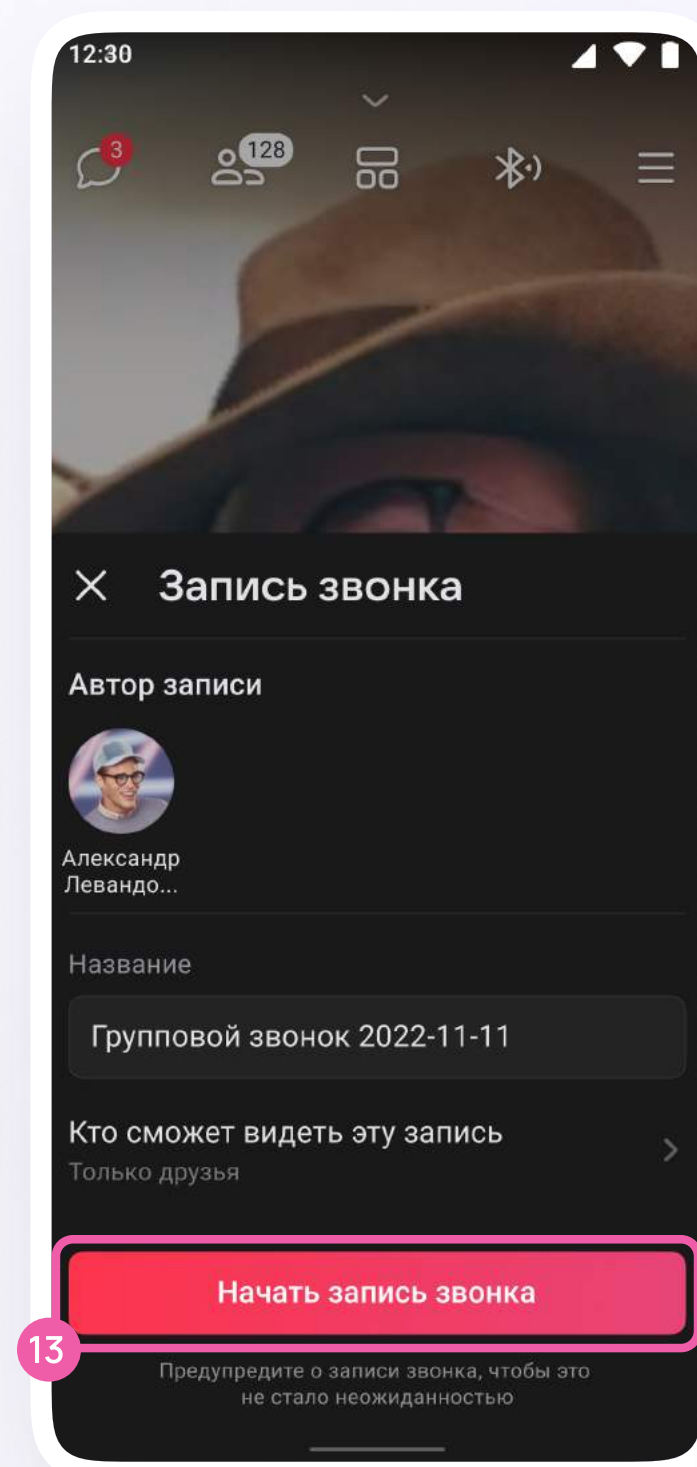 12:30
3
128
Запись звонка
Автор записи
Александр
Левандо...
Название
Групповой звонок 2022-11-11
Кто сможет видеть эту запись
Только друзья
Начать запись звонка
13
Предупредите о записи звонка, чтобы это
не стало неожиданностью